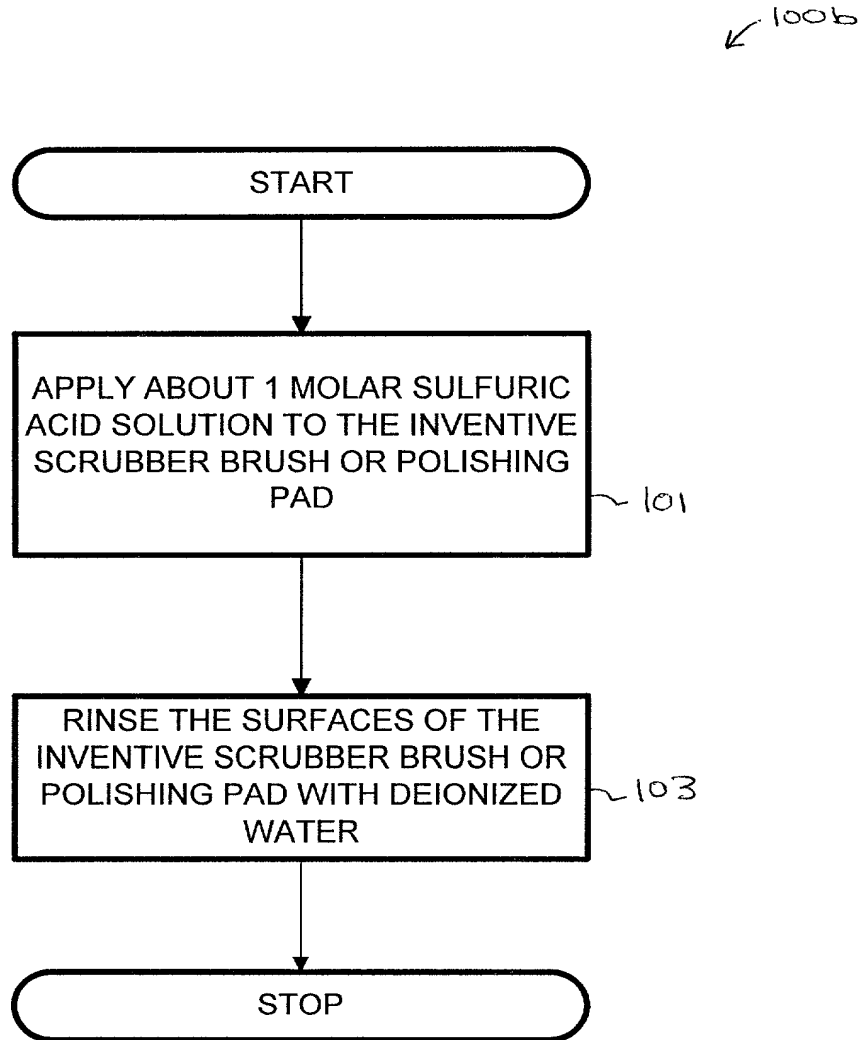 100b
START
APPLY ABOUT 1 MOLAR SULFURIC
ACID SOLUTION TO THE INVENTIVE
SCRUBBER BRUSH OR POLISHING
PAD
101
RINSE THE SURFACES OF THE
INVENTIVE SCRUBBER BRUSH OR
POLISHING PAD WITH DEIONIZED
WATER
103
STOP